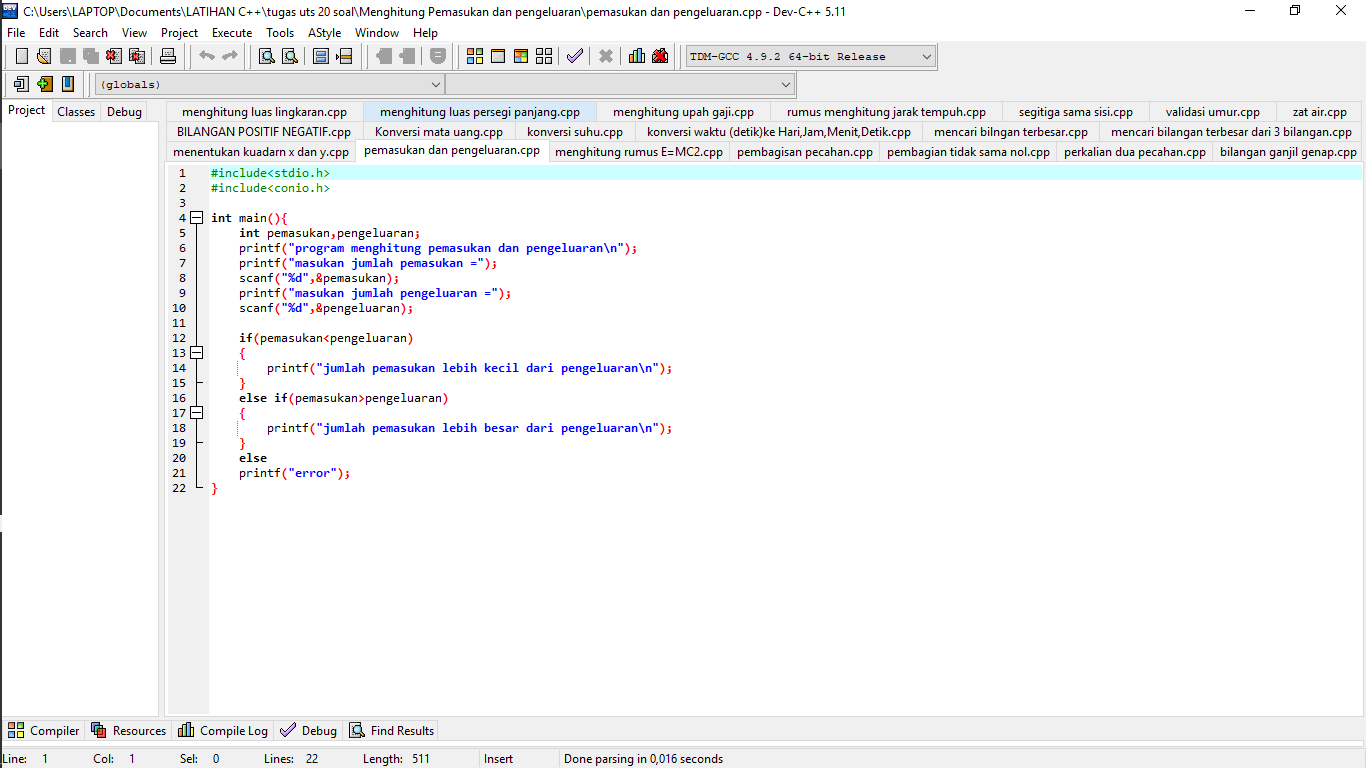 C:\Users\LAPTOP\Documents\LATIHAN C++\tugas uts 20 soal\Menghitung Pemasukan dan pengeluaran\pemasukan dan pengeluaran.cpp - Dev-C++ 5.11
File Edit Search View Project Execute Tools AStyle Window Help
TDM-GCC 4.9.2 64-bit Release
(globals)
Project Classes Debug
menghitung luas lingkaran.cpp menghitung luas persegi panjang.cpp menghitung upah gaji.cpp rumus menghitung jarak tempuh.cpp segitiga sama sisi.cpp validasi umur.cpp zat air.cpp
BILANGAN POSITIF NEGATIF.cpp Konversi mata uang.cpp konversi suhu.cpp konversi waktu (detik)ke Hari,Jam,Menit,Detik.cpp mencari bilngan terbesar.cpp mencari bilangan terbesar dari 3 bilangan.cpp
menentukan kuadarn x dan y.cpp pemasukan dan pengeluaran.cpp menghitung rumus E=MC2.cpp pembagisan pecahan.cpp pembagian tidak sama nol.cpp perkalian dua pecahan.cpp bilangan ganjil genap.cpp
1 #include<stdio.h>
2 #include<conio.h>
3
4 int main(){
5 int pemasukan,pengeluaran;
6 printf("program menghitung pemasukan dan pengeluaran\n");
7 printf("masukan jumlah pemasukan =");
8 scanf("%d",&pemasukan);
9 printf("masukan jumlah pengeluaran =");
10 scanf("%d",&pengeluaran);
11
12 if(pemasukan<pengeluaran)
13 {
14 printf("jumlah pemasukan lebih kecil dari pengeluaran\n");
15 }
16 else if(pemasukan>pengeluaran)
17 {
18 printf("jumlah pemasukan lebih besar dari pengeluaran\n");
19 }
20 else
21 printf("error");
22 }
Compiler Resources Compile Log Debug Find Results
Line: 1 Col: 1 Sel: 0 Lines: 22 Length: 511 Insert Done parsing in 0,016 seconds